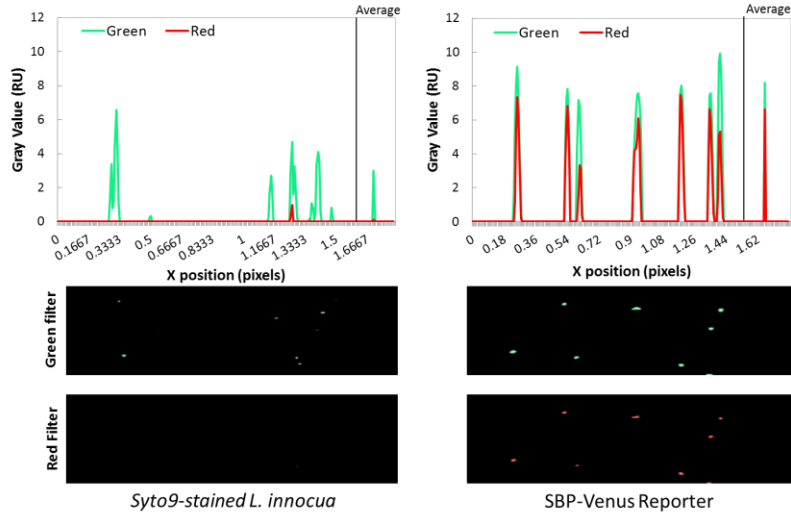 Average
12
Green Red
10
8
6
4
2
0
Gray Value (RU)
0 0.1667 0.3333 0.5 0.6667 0.8333 1 1.1667 1.3333 1.5 1.6667
X position (pixels)
Average
12
Green Red
10
8
6
4
2
0
Gray Value (RU)
0 0.18 0.36 0.54 0.72 0.9 1.08 1.26 1.44 1.62
X position (pixels)
Green filter
Red Filter
Syto9-stained L. innocua
SBP-Venus Reporter